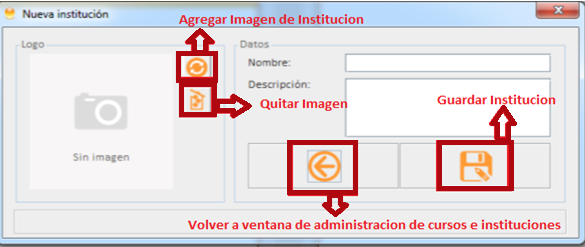 Nueva institución
Agregar Imagen de Institucion
Logo
Datos
Nombre:
Descripción:
Quitar Imagen
Guardar Institucion
Sin imagen
Volver a ventana de administracion de cursos e instituciones